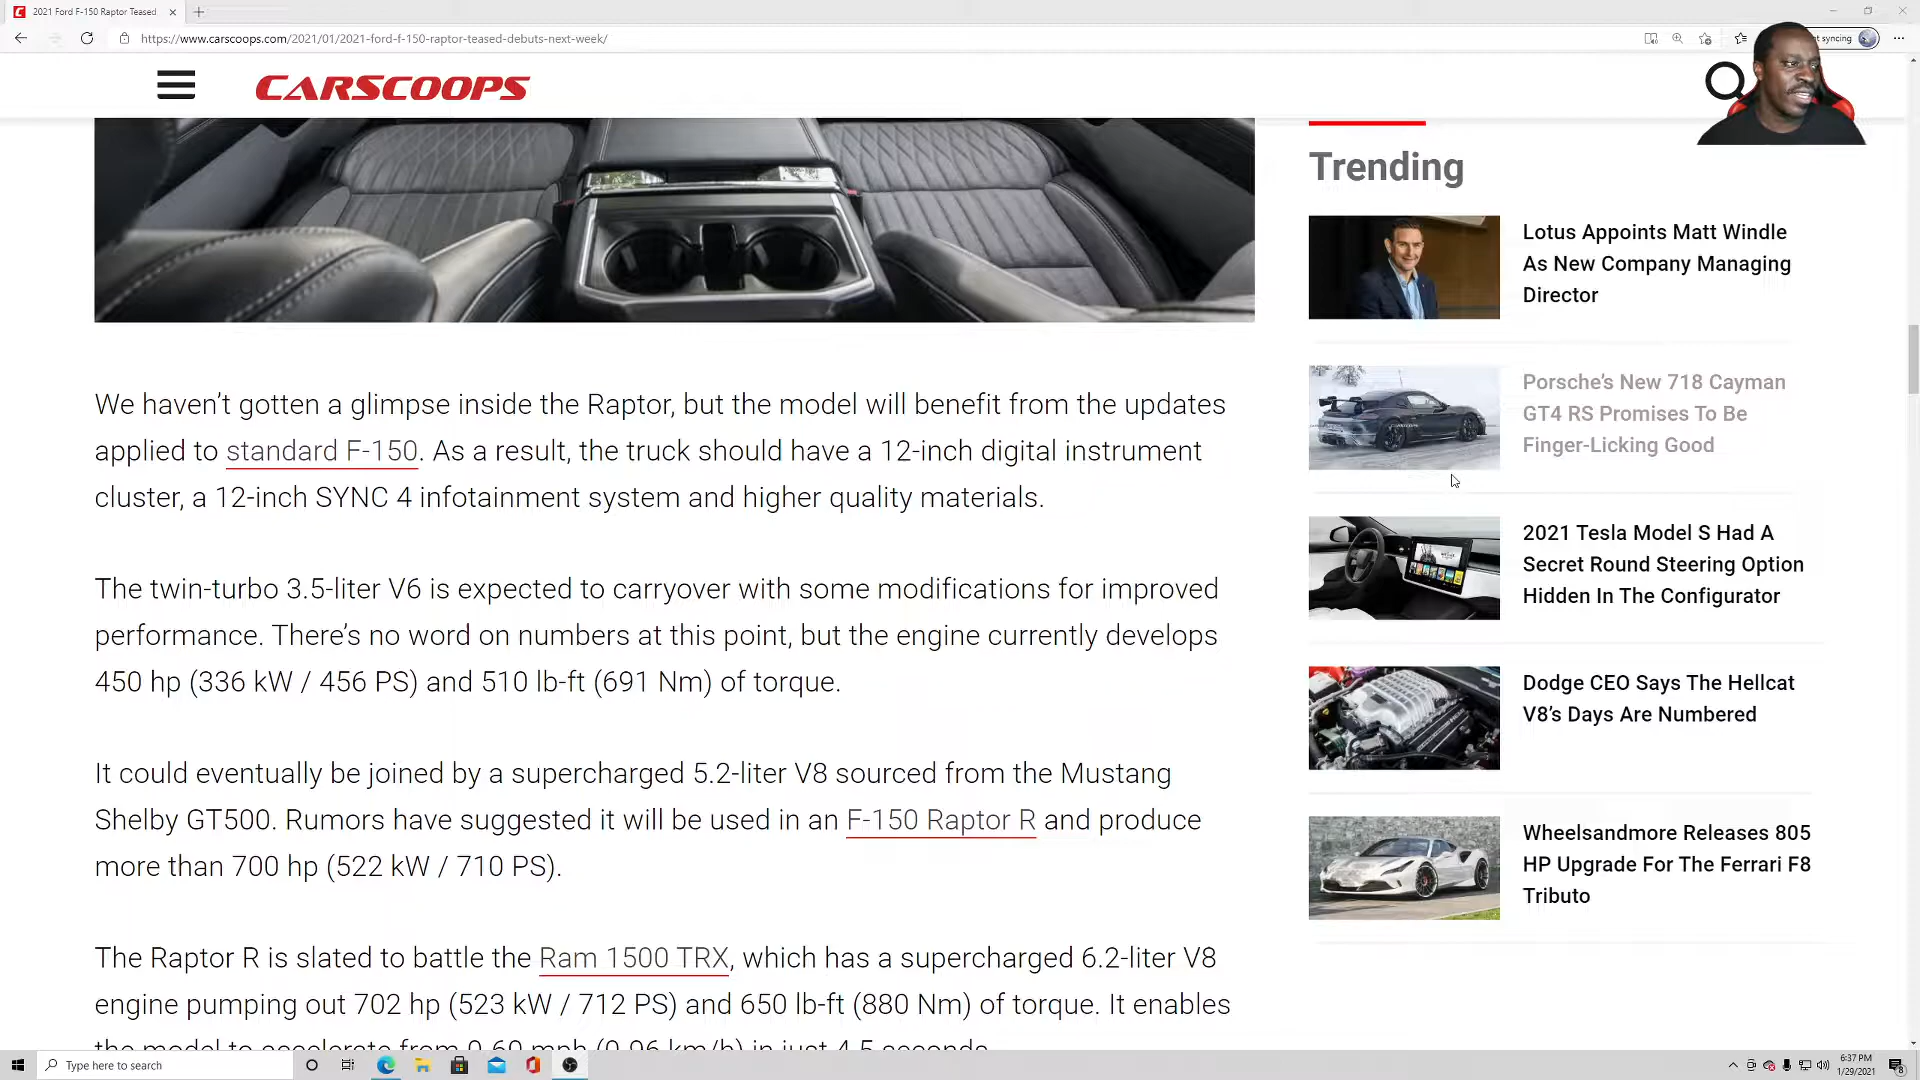 2021 Ford F-150 Raptor Teased
https://www.carscoops.com/2021/01/2021-ford-f-150-raptor-teased-debuts-next-week/
syncing
CARSCOOPS
We haven’t gotten a glimpse inside the Raptor, but the model will benefit from the updates
applied to standard F-150. As a result, the truck should have a 12-inch digital instrument
cluster, a 12-inch SYNC 4 infotainment system and higher quality materials.
The twin-turbo 3.5-liter V6 is expected to carryover with some modifications for improved
performance. There’s no word on numbers at this point, but the engine currently develops
450 hp (336 kW / 456 PS) and 510 lb-ft (691 Nm) of torque.
It could eventually be joined by a supercharged 5.2-liter V8 sourced from the Mustang
Shelby GT500. Rumors have suggested it will be used in an F-150 Raptor R and produce
more than 700 hp (522 kW / 710 PS).
The Raptor R is slated to battle the Ram 1500 TRX, which has a supercharged 6.2-liter V8
engine pumping out 702 hp (523 kW / 712 PS) and 650 lb-ft (880 Nm) of torque. It enables
the model to accelerate from 0-60 mph (0-96 km/h) in just 4.5 seconds
Trending
Lotus Appoints Matt Windle
As New Company Managing
Director
Porsche’s New 718 Cayman
GT4 RS Promises To Be
Finger-Licking Good
2021 Tesla Model S Had A
Secret Round Steering Option
Hidden In The Configurator
Dodge CEO Says The Hellcat
V8’s Days Are Numbered
Wheelsandmore Releases 805
HP Upgrade For The Ferrari F8
Tributo
Type here to search
6:37 PM
1/29/2021